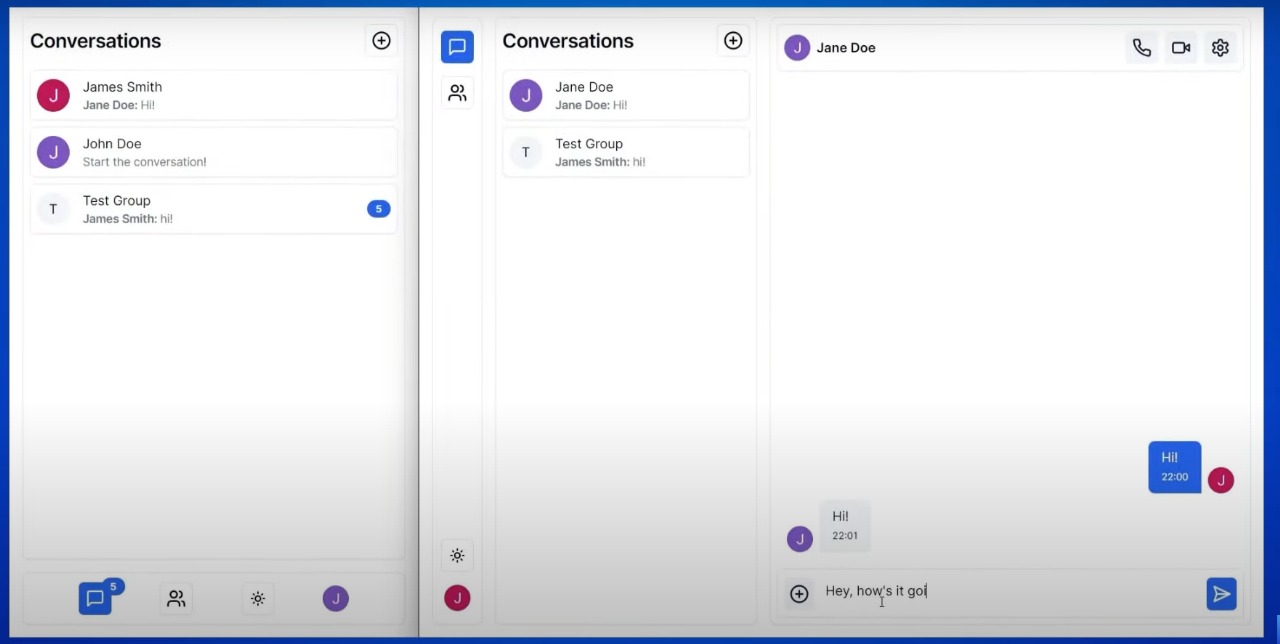 Conversations
J
James Smith
Jane Doe: Hi!
J
John Doe
Start the conversation!
T
Test Group
James Smith: hi!
5
5
J
Conversations
J
Jane Doe
Jane Doe: Hi!
T
Test Group
James Smith: hi!
J
J
Jane Doe
Hi!
22:00
J
Hi!
22:01
J
Hey, how's it goi